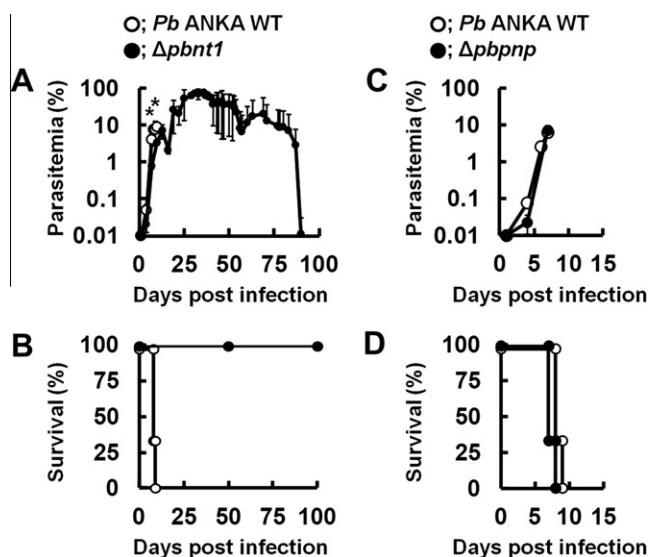 ○; Pb ANKA WT
●; Δpbnt1
A
Parasitemia (%)
100
10
1
0.1
0.01
* *
0 25 50 75 100
Days post infection
B
Survival (%)
100
75
50
25
0
0 25 50 75 100
Days post infection
○; Pb ANKA WT
●; Δpbpnp
C
Parasitemia (%)
100
10
1
0.1
0.01
0 5 10 15
Days post infection
D
Survival (%)
100
75
50
25
0
0 5 10 15
Days post infection